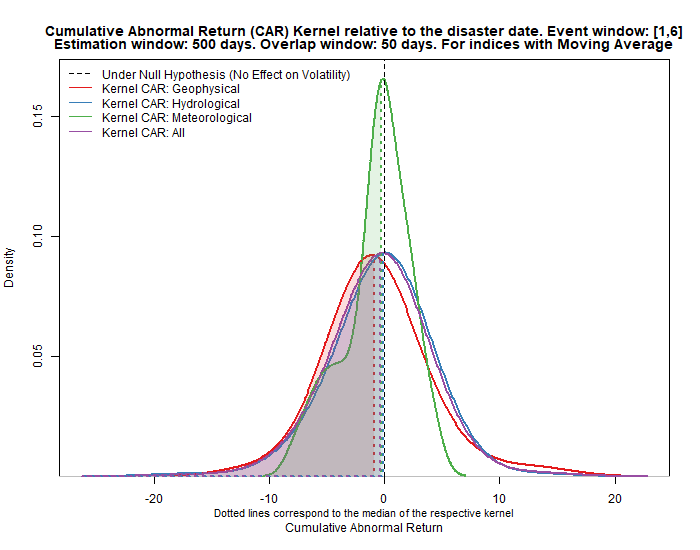 Cumulative Abnormal Return (CAR) Kernel relative to the disaster date. Event window: [1,6]
Estimation window: 500 days. Overlap window: 50 days. For indices with Moving Average
Under Null Hypothesis (No Effect on Volatility)
Kernel CAR: Geophysical
Kernel CAR: Hydrological
Kernel CAR: Meteorological
Kernel CAR: All
0.15
0.10
0.05
Density
-20 -10 0 10 20
Dotted lines correspond to the median of the respective kernel
Cumulative Abnormal Return